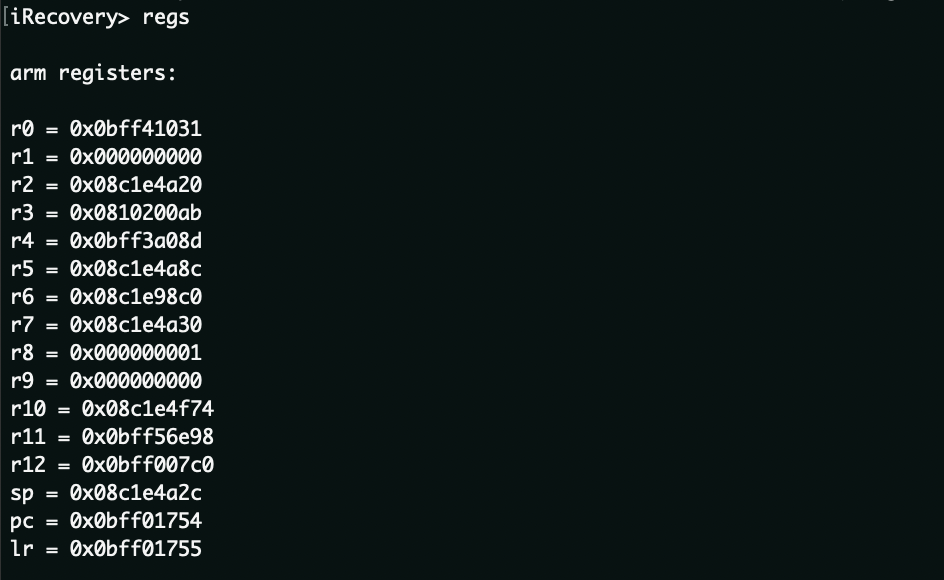 [iRecovery> regs
arm registers:
r0 = 0x0bff41031
r1 = 0x000000000
r2 = 0x08c1e4a20
r3 = 0x0810200ab
r4 = 0x0bff3a08d
r5 = 0x08c1e4a8c
r6 = 0x08c1e98c0
r7 = 0x08c1e4a30
r8 = 0x000000001
r9 = 0x000000000
r10 = 0x08c1e4f74
r11 = 0x0bff56e98
r12 = 0x0bff007c0
sp = 0x08c1e4a2c
pc = 0x0bff01754
lr = 0x0bff01755